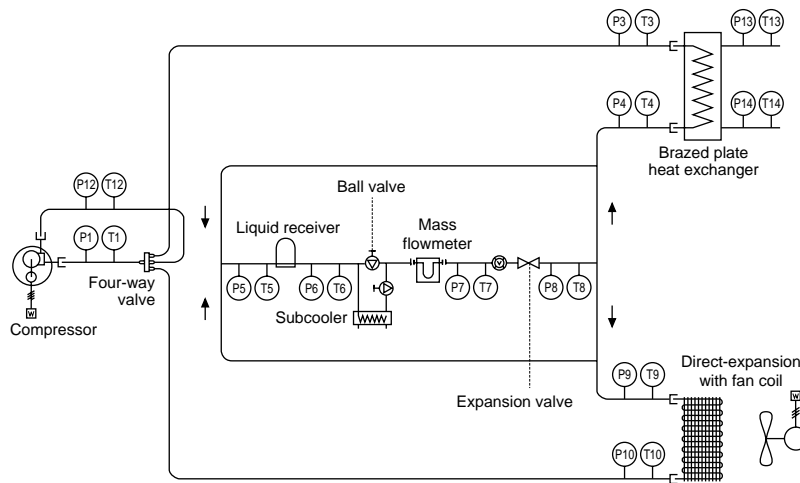 P3 T3 P13 T13
P4 T4 P14 T14
Brazed plate
heat exchanger
P12 T12
Ball valve
P1 T1
Liquid receiver
Mass
flowmeter
Four-way
valve
P5 T5 P6 T6 P7 T7 P8 T8
W
Compressor
Subcooler
Expansion valve
Direct-expansion
with fan coil
P9 T9
W
P10 T10